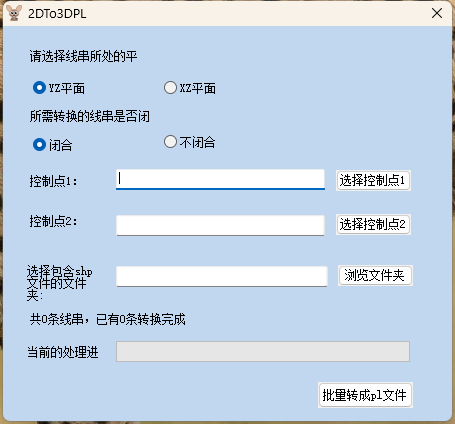 2DTo3DPL
请选择线串所处的平
YZ平面 XZ平面
所需转换的线串是否闭
闭合 不闭合
控制点1: 选择控制点1
控制点2: 选择控制点2
选择包含shp
文件的文件
夹: 浏览文件夹
共0条线串，已有0条转换完成
当前的处理进
批量转成pl文件